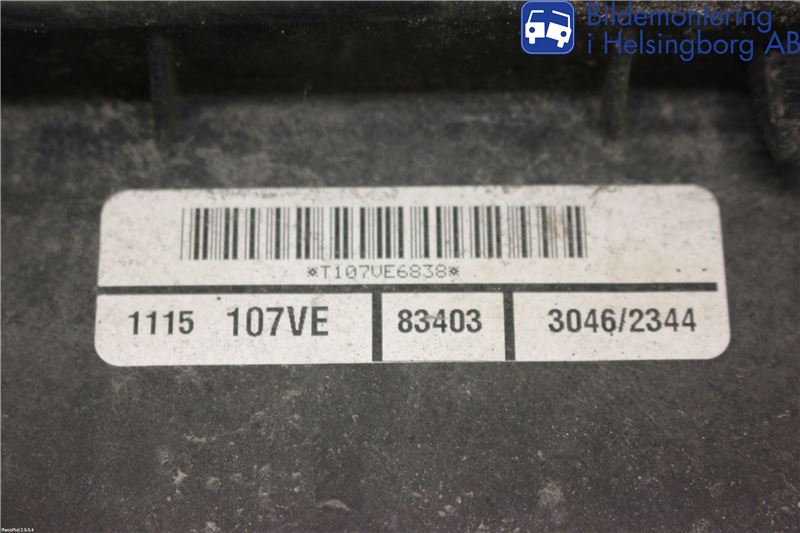 Bildemontering
i Helsingborg AB
*T107VE6838*
1115 107VE 83403 3046/2344